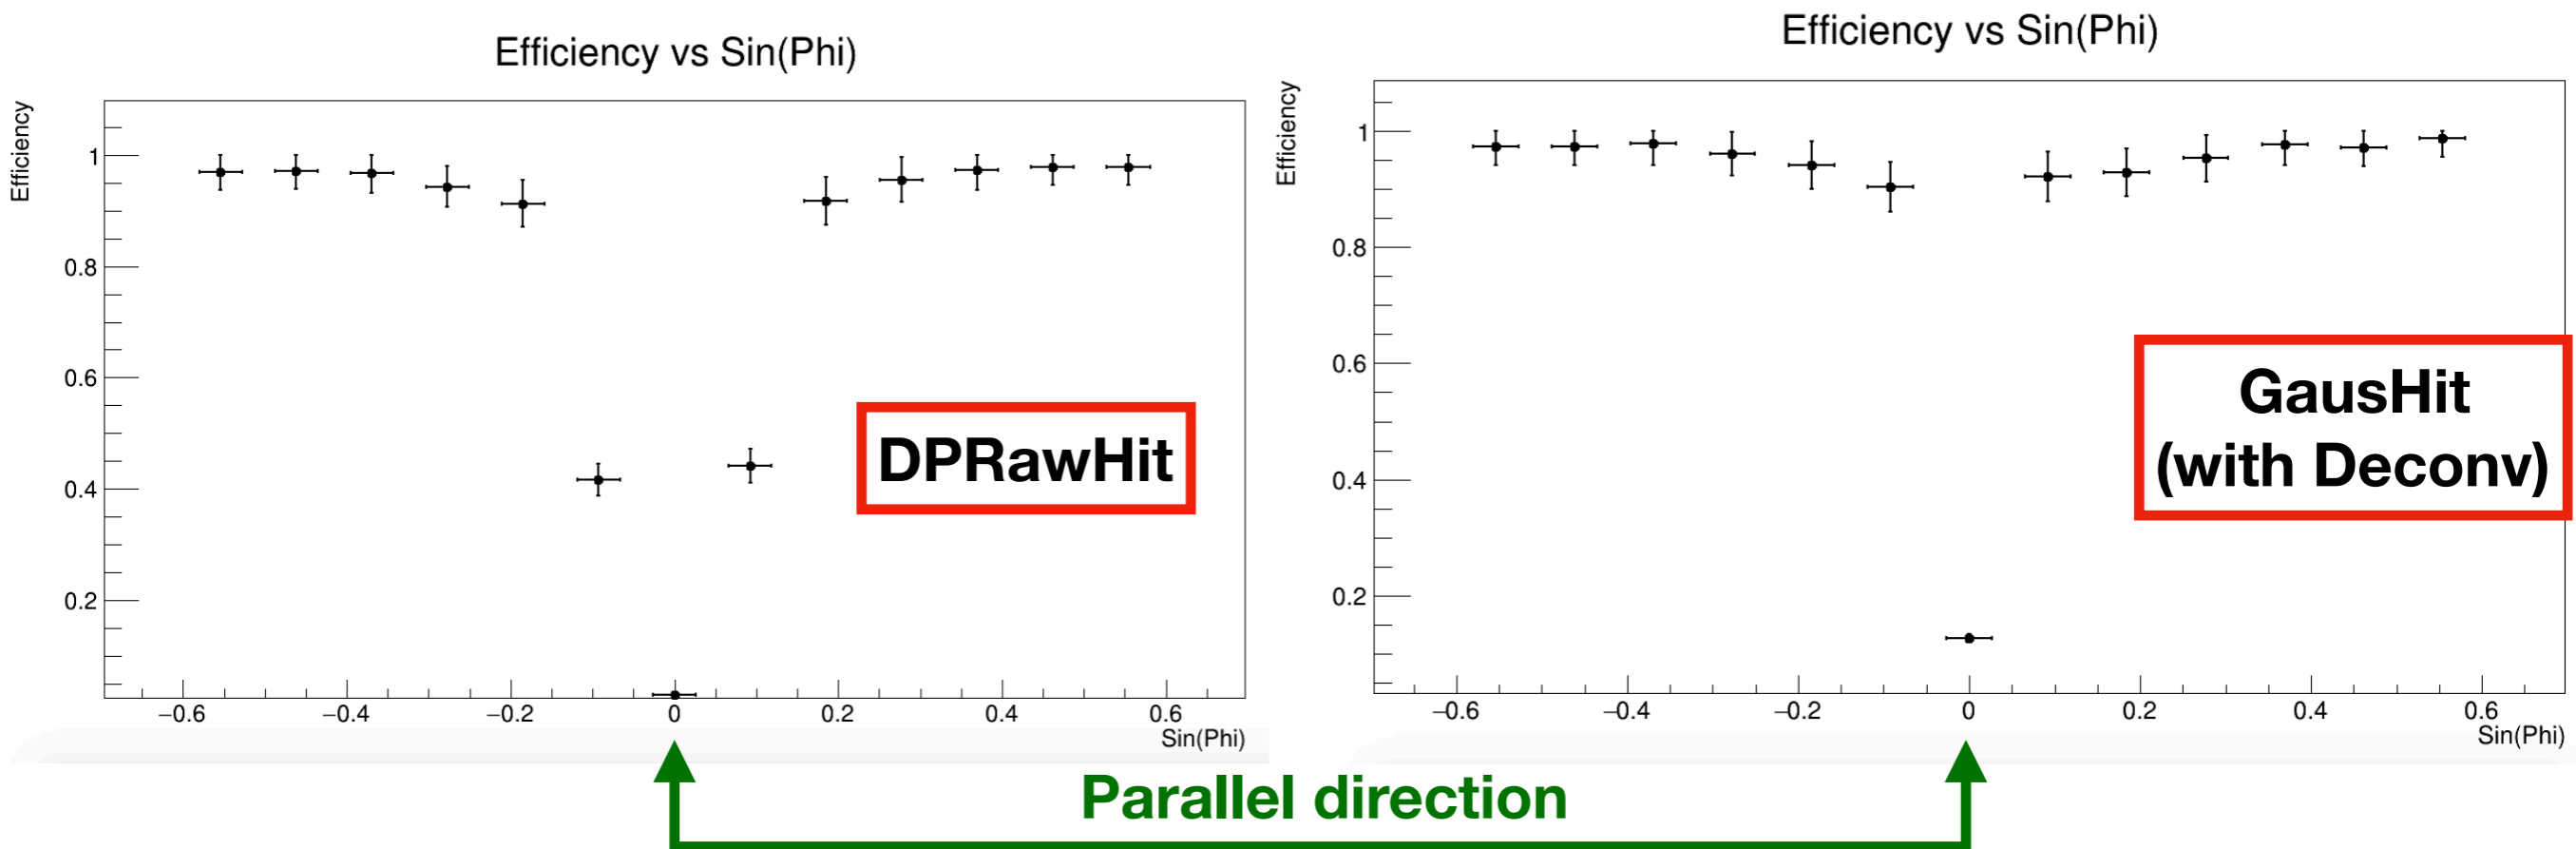 Efficiency vs Sin(Phi)
Efficiency
1
0.8
0.6
0.4
0.2
−0.6 −0.4 −0.2 0 0.2 0.4 0.6
Sin(Phi)
DPRawHit
Efficiency vs Sin(Phi)
Efficiency
1
0.8
0.6
0.4
0.2
−0.6 −0.4 −0.2 0 0.2 0.4 0.6
Sin(Phi)
GausHit
(with Deconv)
Parallel direction